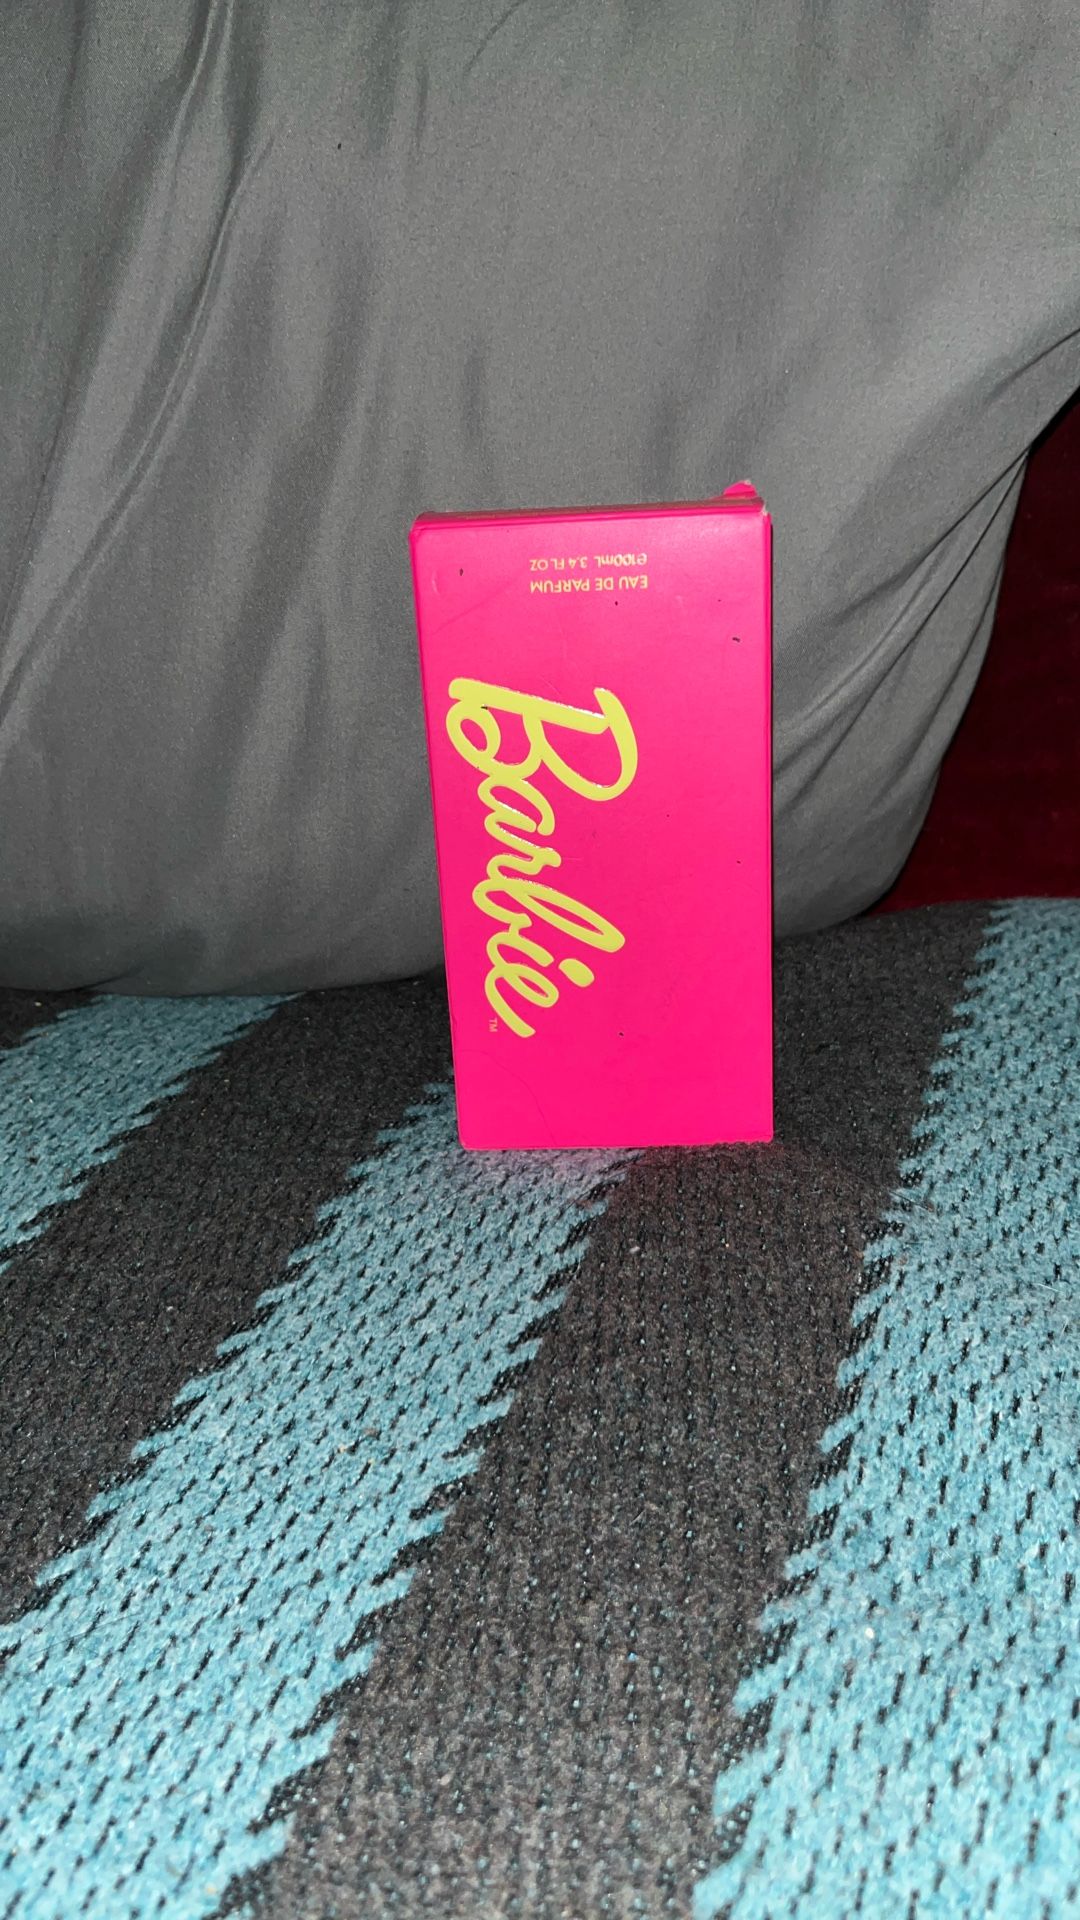 Barbie™
EAU DE PARFUM
℮100mL 3.4 FL OZ